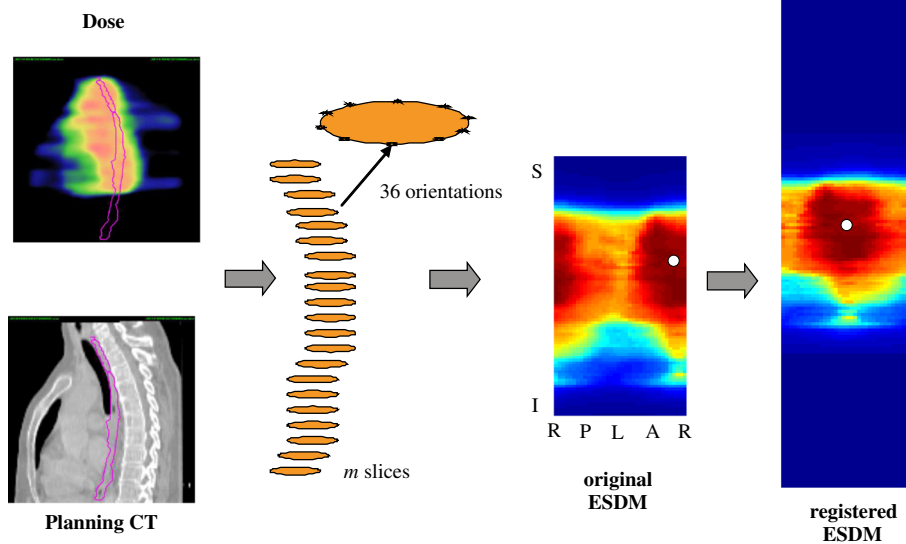 Dose
36 orientations
S
I
R P L A R
m slices
original
ESDM
registered
ESDM
Planning CT